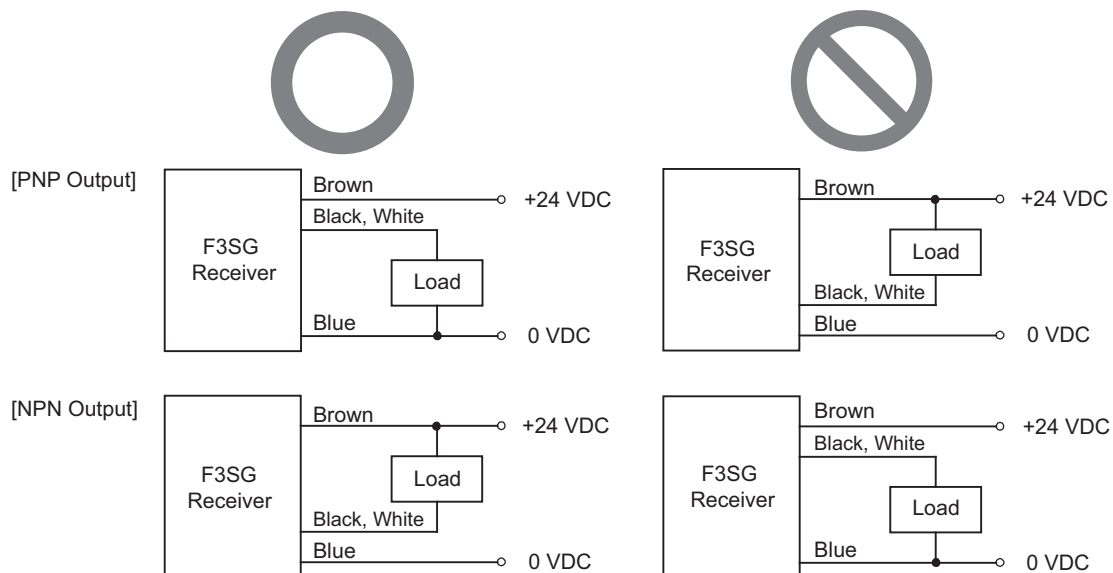 [PNP Output]
Brown
+24 VDC
Black, White
F3SG
Receiver
Load
Blue
0 VDC
Brown
+24 VDC
F3SG
Receiver
Load
Black, White
Blue
0 VDC
[NPN Output]
Brown
+24 VDC
F3SG
Receiver
Load
Black, White
Blue
0 VDC
Brown
+24 VDC
Black, White
F3SG
Receiver
Load
Blue
0 VDC